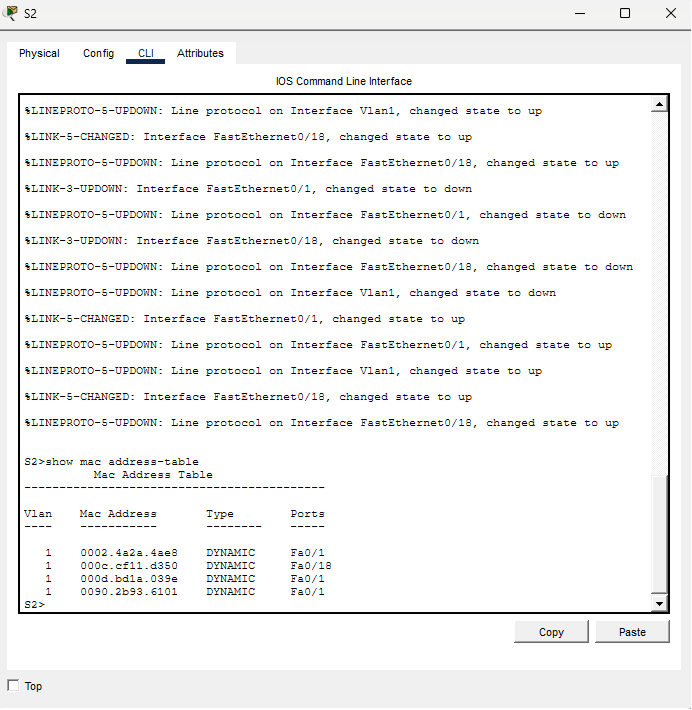 S2
Physical Config CLI Attributes
IOS Command Line Interface
%LINEPROTO-5-UPDOWN: Line protocol on Interface Vlan1, changed state to up
%LINK-5-CHANGED: Interface FastEthernet0/18, changed state to up
%LINEPROTO-5-UPDOWN: Line protocol on Interface FastEthernet0/18, changed state to up
%LINK-3-UPDOWN: Interface FastEthernet0/1, changed state to down
%LINEPROTO-5-UPDOWN: Line protocol on Interface FastEthernet0/1, changed state to down
%LINK-3-UPDOWN: Interface FastEthernet0/18, changed state to down
%LINEPROTO-5-UPDOWN: Line protocol on Interface FastEthernet0/18, changed state to down
%LINEPROTO-5-UPDOWN: Line protocol on Interface Vlan1, changed state to down
%LINK-5-CHANGED: Interface FastEthernet0/1, changed state to up
%LINEPROTO-5-UPDOWN: Line protocol on Interface FastEthernet0/1, changed state to up
%LINEPROTO-5-UPDOWN: Line protocol on Interface Vlan1, changed state to up
%LINK-5-CHANGED: Interface FastEthernet0/18, changed state to up
%LINEPROTO-5-UPDOWN: Line protocol on Interface FastEthernet0/18, changed state to up
S2>show mac address-table
Mac Address Table
-------------------------------------------
Vlan Mac Address Type Ports
---- ----------- -------- -----
1 0002.4a2a.4ae8 DYNAMIC Fa0/1
1 000c.cf11.d350 DYNAMIC Fa0/18
1 000d.bd1a.039e DYNAMIC Fa0/1
1 0090.2b93.6101 DYNAMIC Fa0/1
S2>
Copy Paste
Top